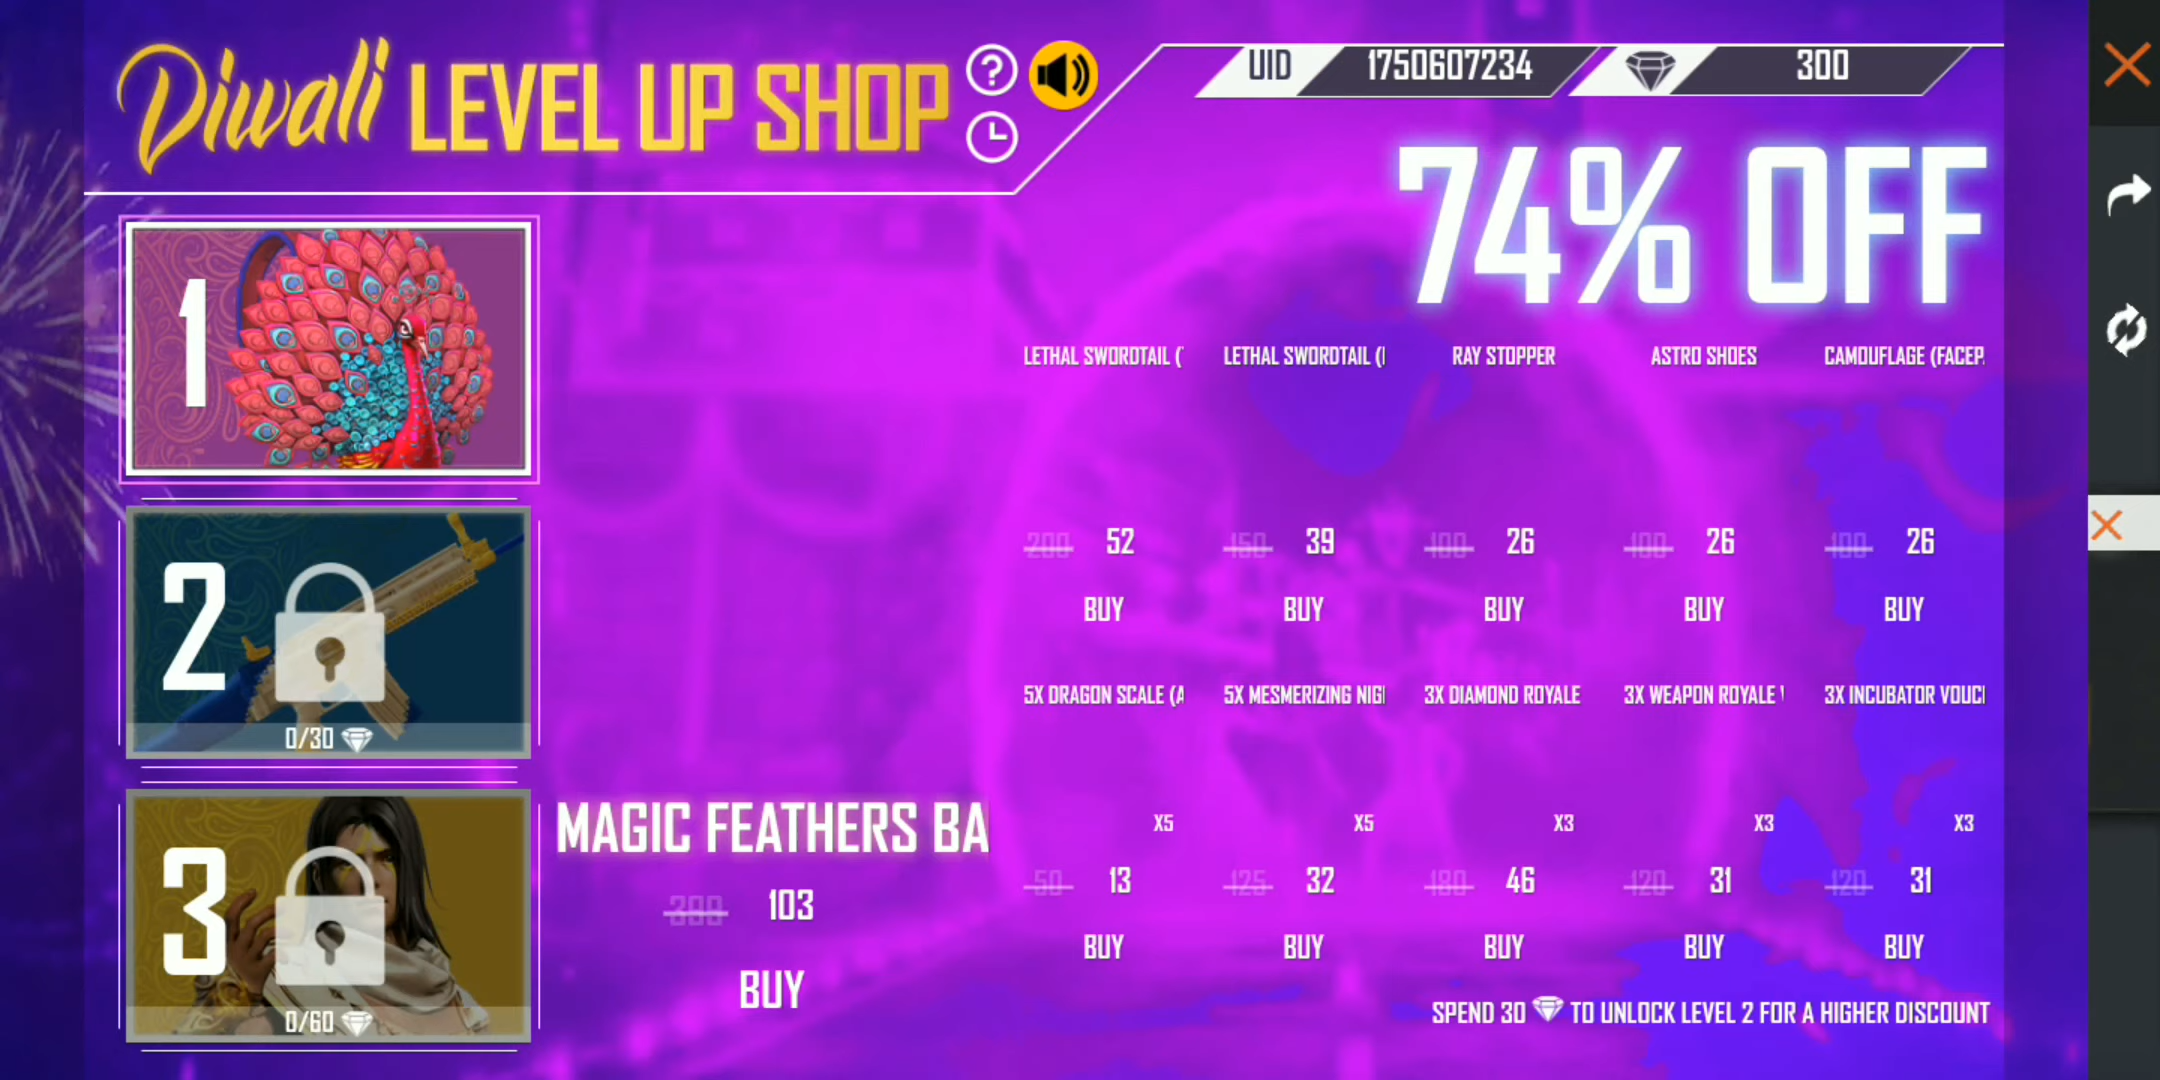 Diwali LEVEL UP SHOP
UID 1750607234 300
74% OFF
1
2
0/30
3
0/60
LETHAL SWORDTAIL ( LETHAL SWORDTAIL ( RAY STOPPER ASTRO SHOES CAMOUFLAGE (FACEP
200 52 150 39 100 26 100 26 100 26
BUY BUY BUY BUY BUY
5X DRAGON SCALE (A 5X MESMERIZING NIG 3X DIAMOND ROYALE 3X WEAPON ROYALE 3X INCUBATOR VOUC
X5 X5 X3 X3 X3
50 13 125 32 180 46 120 31 120 31
BUY BUY BUY BUY BUY
MAGIC FEATHERS BA
103
BUY
SPEND 30 TO UNLOCK LEVEL 2 FOR A HIGHER DISCOUNT